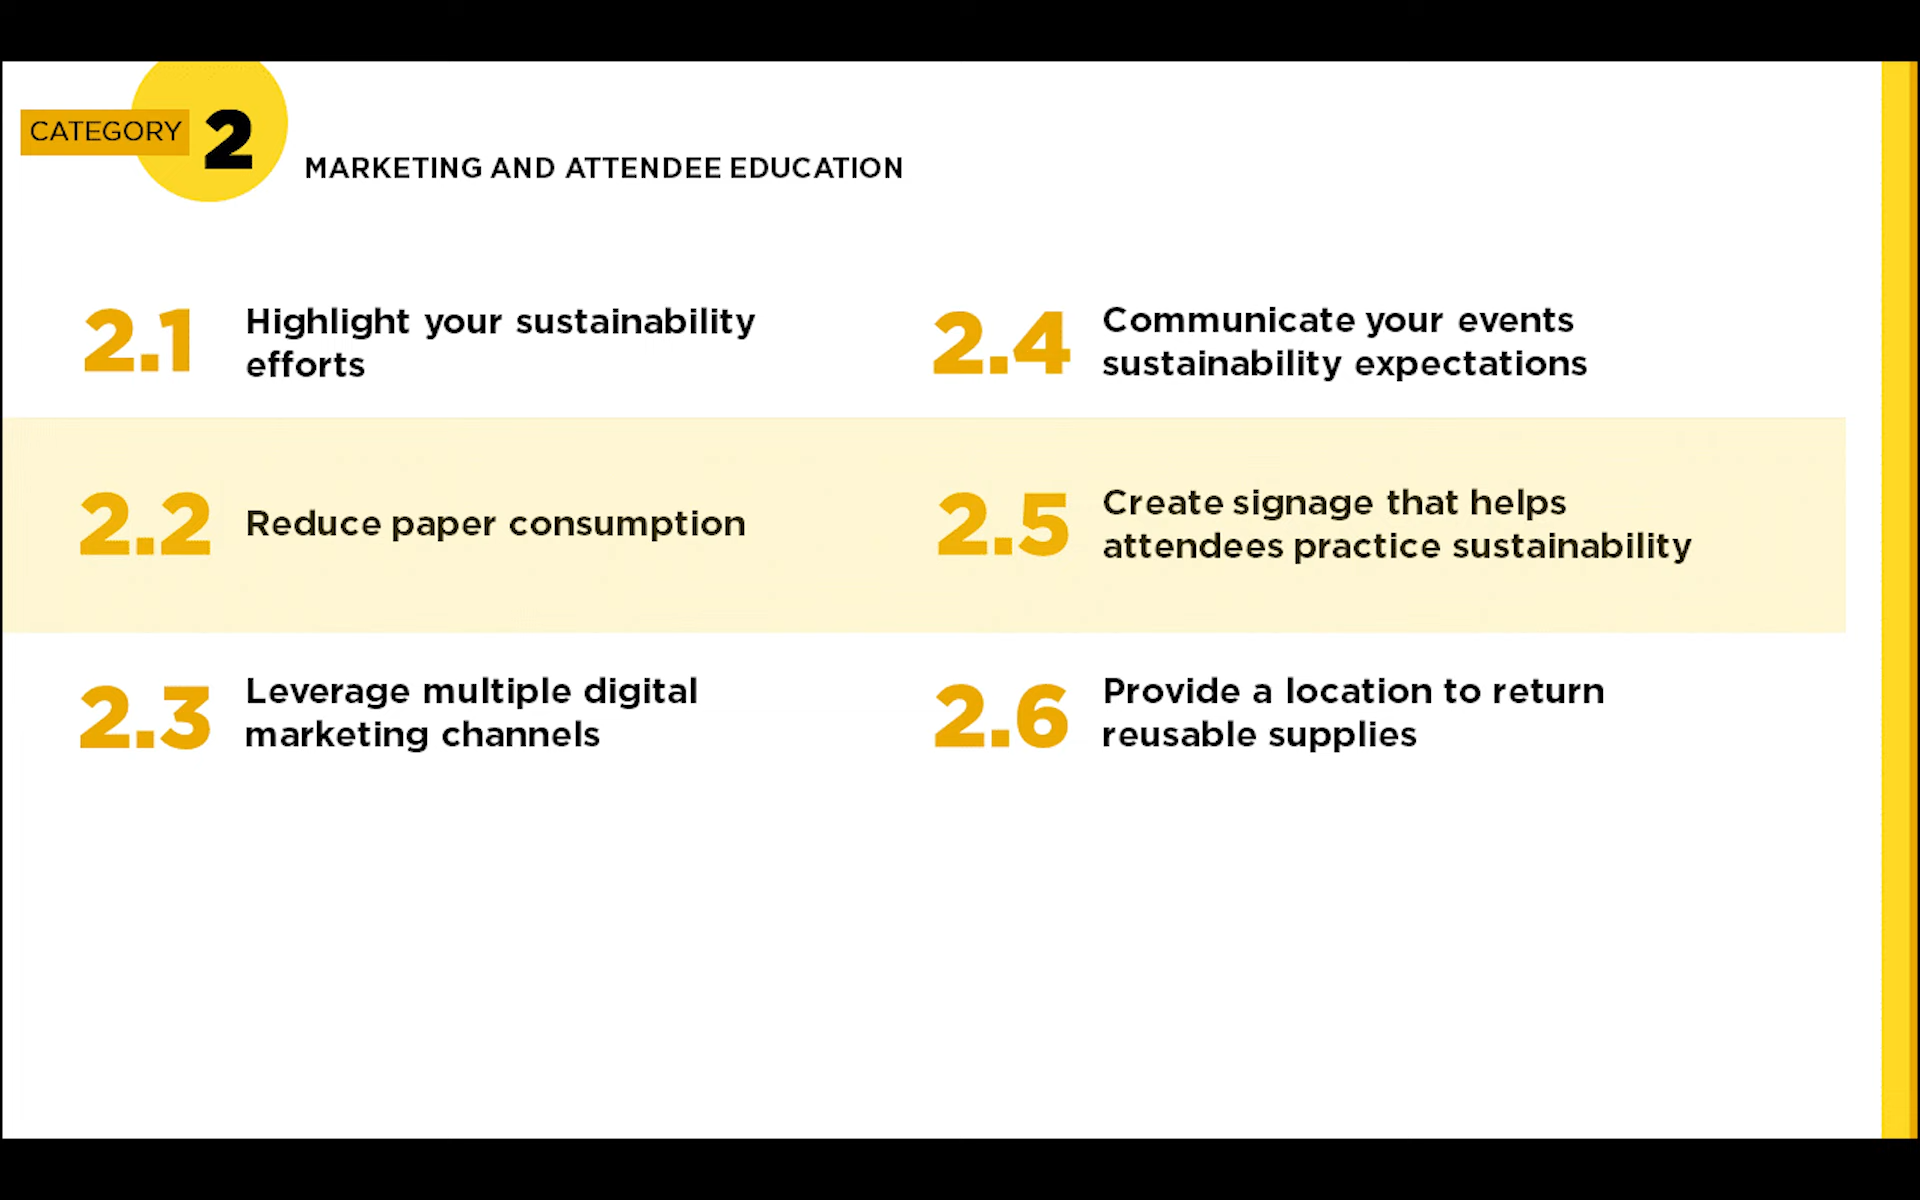 CATEGORY 2
MARKETING AND ATTENDEE EDUCATION
2.1
Highlight your sustainability
efforts
2.2
Reduce paper consumption
2.3
Leverage multiple digital
marketing channels
2.4
Communicate your events
sustainability expectations
2.5
Create signage that helps
attendees practice sustainability
2.6
Provide a location to return
reusable supplies